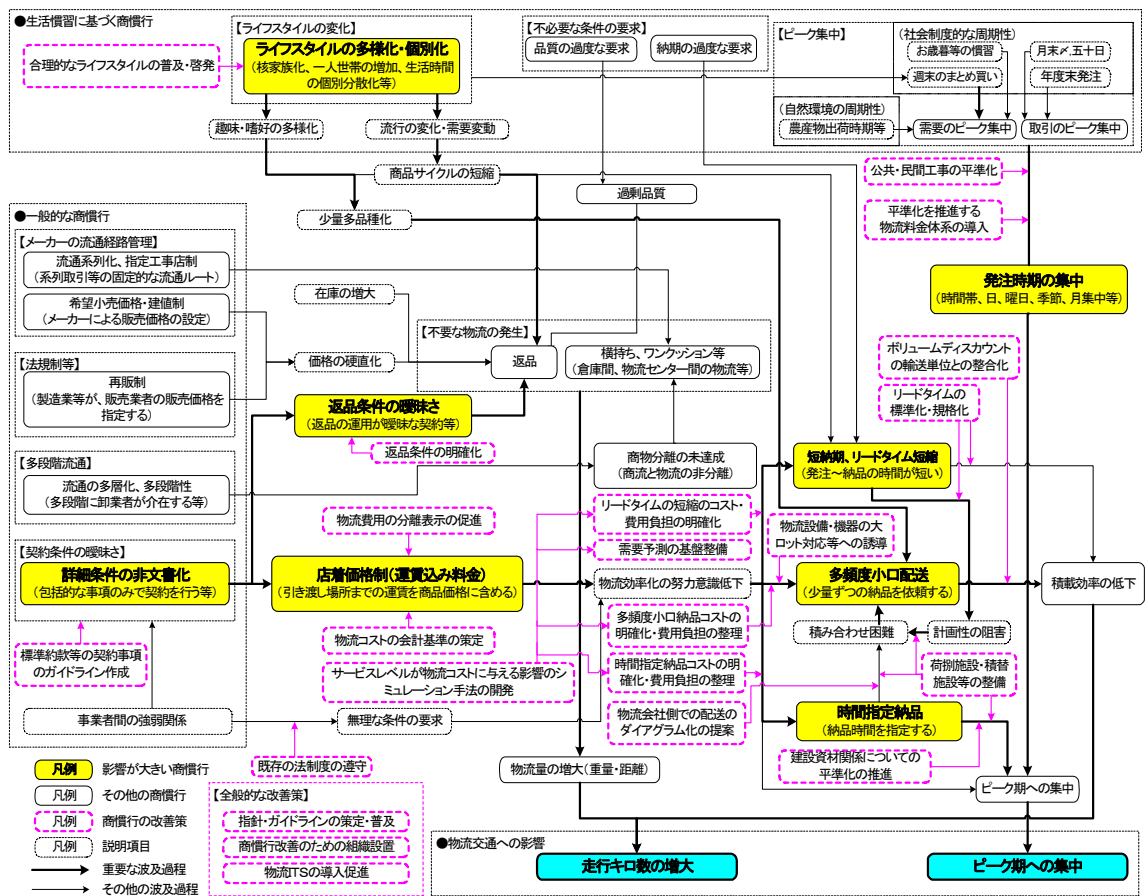 ●生活慣習に基づく商慣行
【ライフスタイルの変化】
ライフスタイルの多様化・個別化
(核家族化、一人世帯の増加、生活時間
の個別分散化等)
合理的なライフスタイルの普及・啓発
趣味・嗜好の多様化
流行の変化・需要変動
【不必要な条件の要求】
品質の過度な要求
納期の過度な要求
【ピーク集中】
(社会制度的な周期性)
お歳暮等の慣習
月末〆,五十日
週末のまとめ買い
年度末発注
(自然環境の周期性)
農産物出荷時期等
需要のピーク集中
取引のピーク集中
商品サイクルの短縮
過剰品質
少量多品種化
公共・民間工事の平準化
平準化を推進する
物流料金体系の導入
発注時期の集中
(時間帯、日、曜日、季節、月集中等)
●一般的な商慣行
【メーカーの流通経路管理】
流通系列化、指定工事店制
(系列取引等の固定的な流通ルート)
希望小売価格・建値制
(メーカーによる販売価格の設定)
【法規制等】
再販制
(製造業等が、販売業者の販売価格を
指定する)
【多段階流通】
流通の多層化、多段階性
(多段階に卸業者が介在する等)
【契約条件の曖昧さ】
詳細条件の非文書化
(包括的な事項のみで契約を行う等)
標準約款等の契約事項
のガイドライン作成
事業者間の強弱関係
在庫の増大
価格の硬直化
【不要な物流の発生】
返品
横持ち、ワンクッション等
(倉庫間、物流センター間の物流等)
返品条件の曖昧さ
(返品の運用が曖昧な契約等)
返品条件の明確化
商物分離の未達成
(商流と物流の非分離)
ボリュームディスカウント
の輸送単位との整合化
リードタイムの
標準化・規格化
短納期、リードタイム短縮
(発注~納品の時間が短い)
物流費用の分離表示の促進
リードタイムの短縮のコスト・
費用負担の明確化
需要予測の基盤整備
物流設備・機器の大
ロット対応等への誘導
店着価格制(運賃込み料金)
(引き渡し場所までの運賃を商品価格に含める)
物流効率化の努力意識低下
多頻度小口配送
(少量ずつの納品を依頼する)
積載効率の低下
物流コストの会計基準の策定
多頻度小口納品コストの
明確化・費用負担の整理
積み合わせ困難
計画性の阻害
サービスレベルが物流コストに与える影響のシ
ミュレーション手法の開発
時間指定納品コストの明
確化・費用負担の整理
荷捌施設・積替
施設等の整備
無理な条件の要求
物流会社側での配送の
ダイアグラム化の提案
時間指定納品
(納品時間を指定する)
既存の法制度の遵守
物流量の増大(重量・距離)
建設資材関係についての
平準化の推進
ピーク期への集中
凡例
影響が大きい商慣行
凡例
その他の商慣行
凡例
商慣行の改善策
凡例
説明項目
重要な波及過程
その他の波及過程
【全般的な改善策】
指針・ガイドラインの策定・普及
商慣行改善のための組織設置
物流ITSの導入促進
●物流交通への影響
走行キロ数の増大
ピーク期への集中